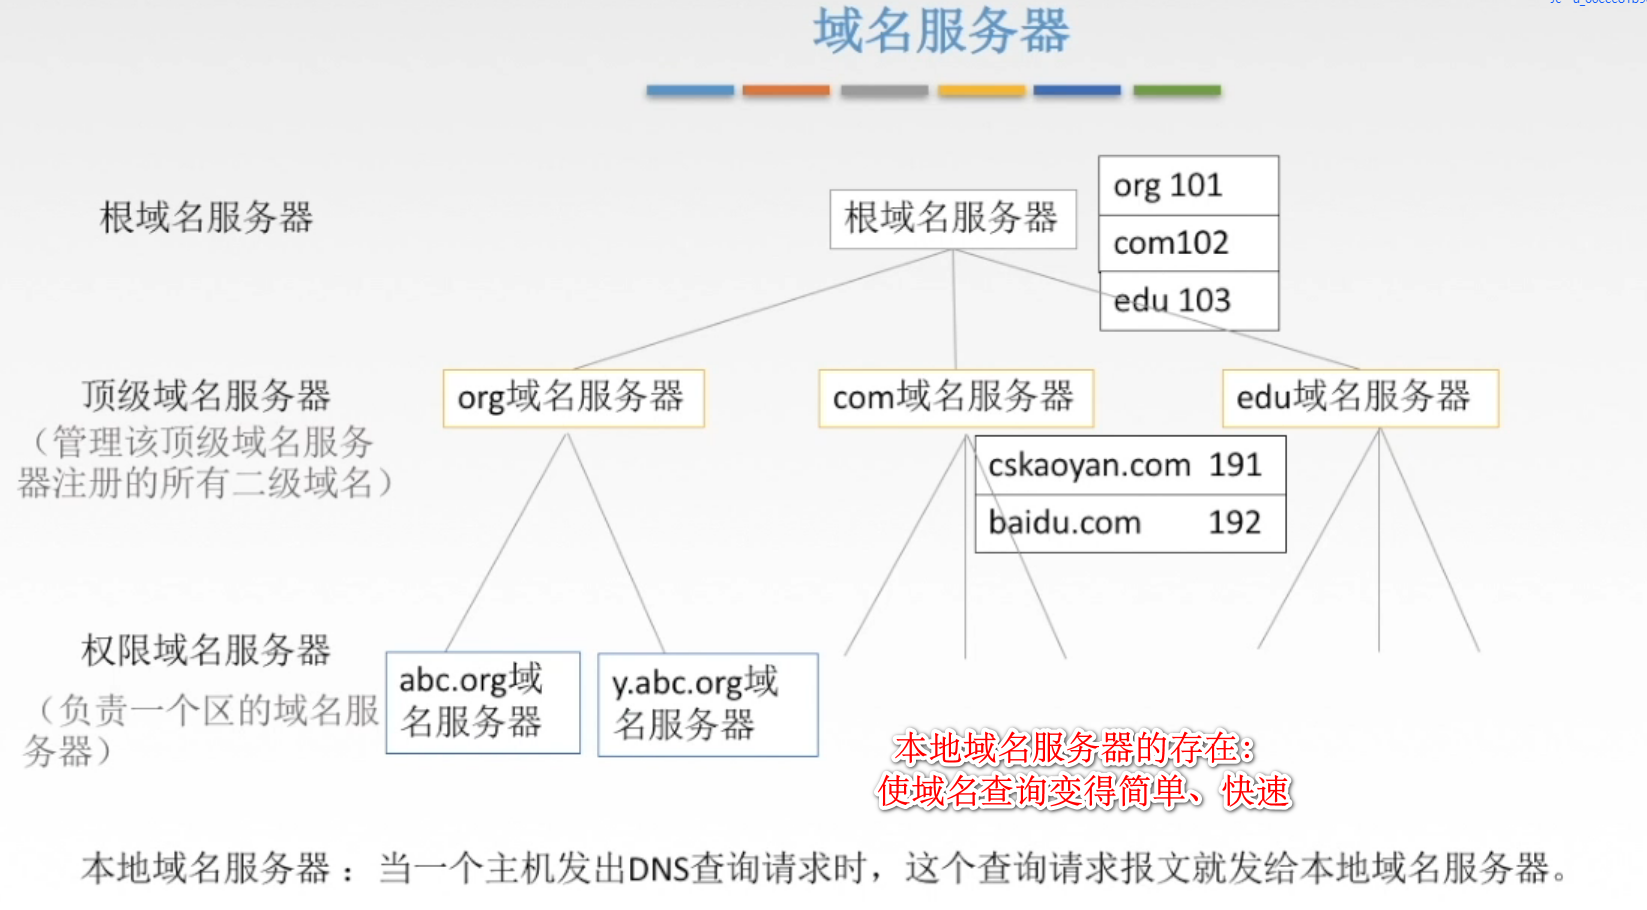 域名服务器
根域名服务器
根域名服务器
org 101
com102
edu 103
顶级域名服务器
（管理该顶级域名服务
器注册的所有二级域名）
org域名服务器
com域名服务器
edu域名服务器
cskaoyan.com 191
baidu.com 192
权限域名服务器
（负责一个区的域名服
务器）
abc.org域
名服务器
y.abc.org域
名服务器
本地域名服务器的存在：
使域名查询变得简单、快速
本地域名服务器：当一个主机发出DNS查询请求时，这个查询请求报文就发给本地域名服务器。